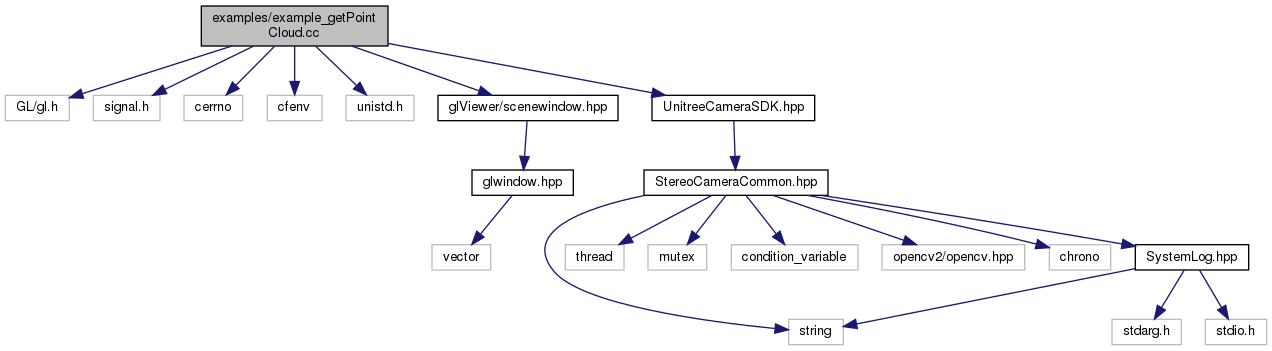 examples/example_getPoint
Cloud.cc
GL/gl.h
signal.h
cerrno
cfenv
unistd.h
glViewer/scenewindow.hpp
UnitreeCameraSDK.hpp
glwindow.hpp
StereoCameraCommon.hpp
vector
thread
mutex
condition_variable
opencv2/opencv.hpp
chrono
SystemLog.hpp
string
stdarg.h
stdio.h